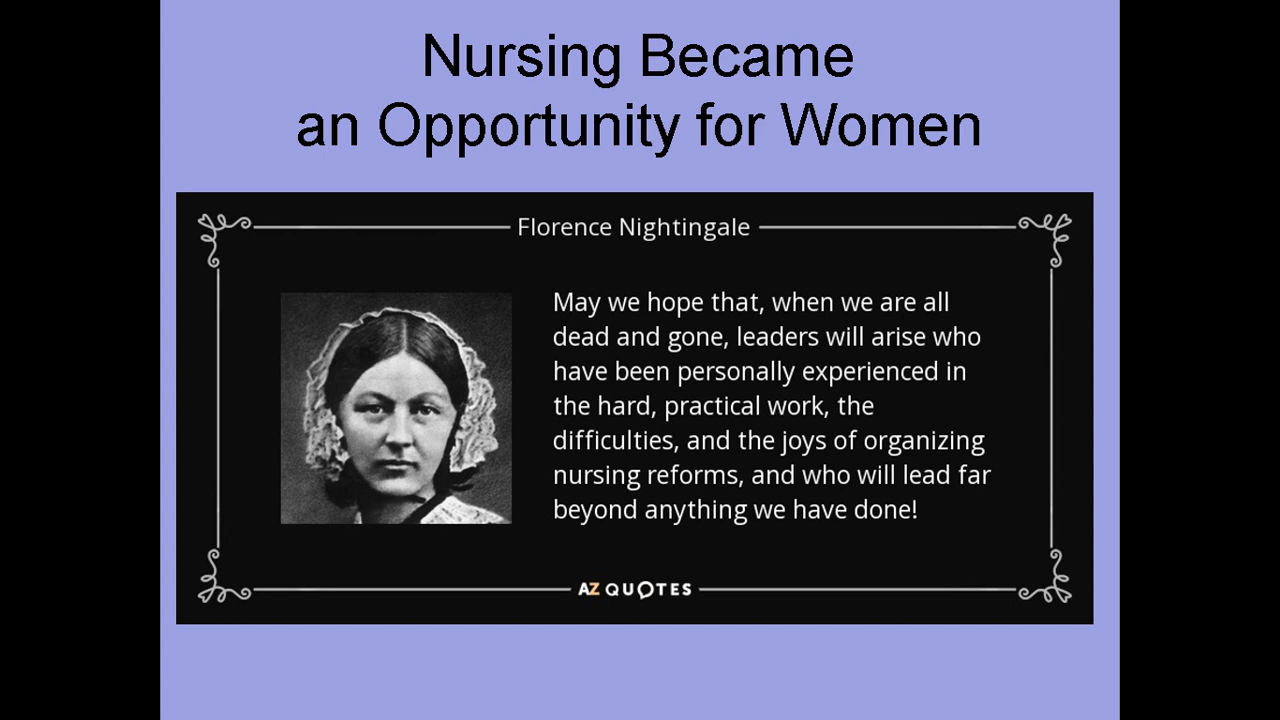 Nursing Became
an Opportunity for Women
Florence Nightingale
May we hope that, when we are all
dead and gone, leaders will arise who
have been personally experienced in
the hard, practical work, the
difficulties, and the joys of organizing
nursing reforms, and who will lead far
beyond anything we have done!
AZ QUOTES